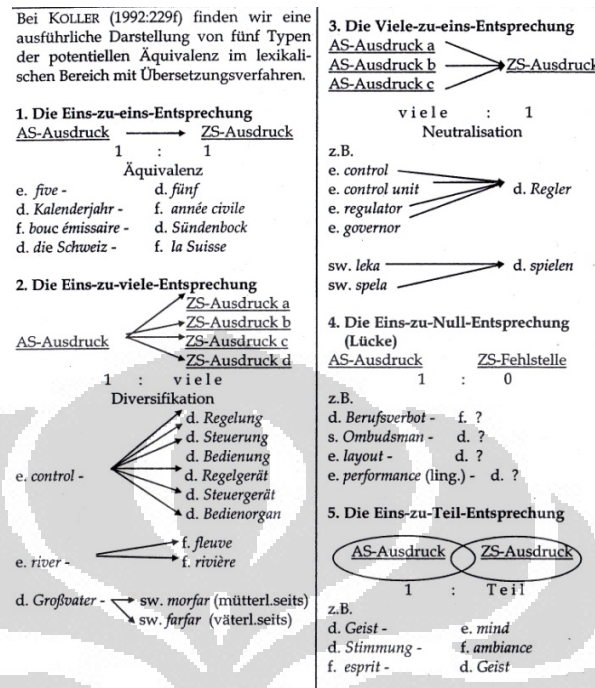 Bei KOLLER (1992:229f) finden wir eine
ausführliche Darstellung von fünf Typen
der potentiellen Äquivalenz im lexikali-
schen Bereich mit Übersetzungsverfahren.
1. Die Eins-zu-eins-Entsprechung
AS-Ausdruck ZS-Ausdruck
1 : 1
Äquivalenz
e. five - d. fünf
d. Kalenderjahr - f. année civile
f. bouc émissaire - d. Sündenbock
d. die Schweiz - f. la Suisse
2. Die Eins-zu-viele-Entsprechung
ZS-Ausdruck a
ZS-Ausdruck b
AS-Ausdruck ZS-Ausdruck c
ZS-Ausdruck d
1 : viele
Diversifikation
d. Regelung
d. Steuerung
d. Bedienung
e. control - d. Regelgerät
d. Steuergerät
d. Bedienorgan
f. fleuve
e. river - f. rivière
d. Großvater - sw. morfar (mütterl.seits)
sw. farfar (väterl.seits)
3. Die Viele-zu-eins-Entsprechung
AS-Ausdruck a
AS-Ausdruck b ZS-Ausdruck
AS-Ausdruck c
viele : 1
Neutralisation
z.B.
e. control
e. control unit d. Regler
e. regulator
e. governor
sw. leka d. spielen
sw. spela
4. Die Eins-zu-Null-Entsprechung
(Lücke)
AS-Ausdruck ZS-Fehlstelle
1 : 0
z.B.
d. Berufsverbot - f. ?
s. Ombudsman - d. ?
e. layout - d. ?
e. performance (ling.) - d. ?
5. Die Eins-zu-Teil-Entsprechung
AS-Ausdruck ZS-Ausdruck
1 : Teil
z.B.
d. Geist - e. mind
d. Stimmung - f. ambiance
f. esprit - d. Geist